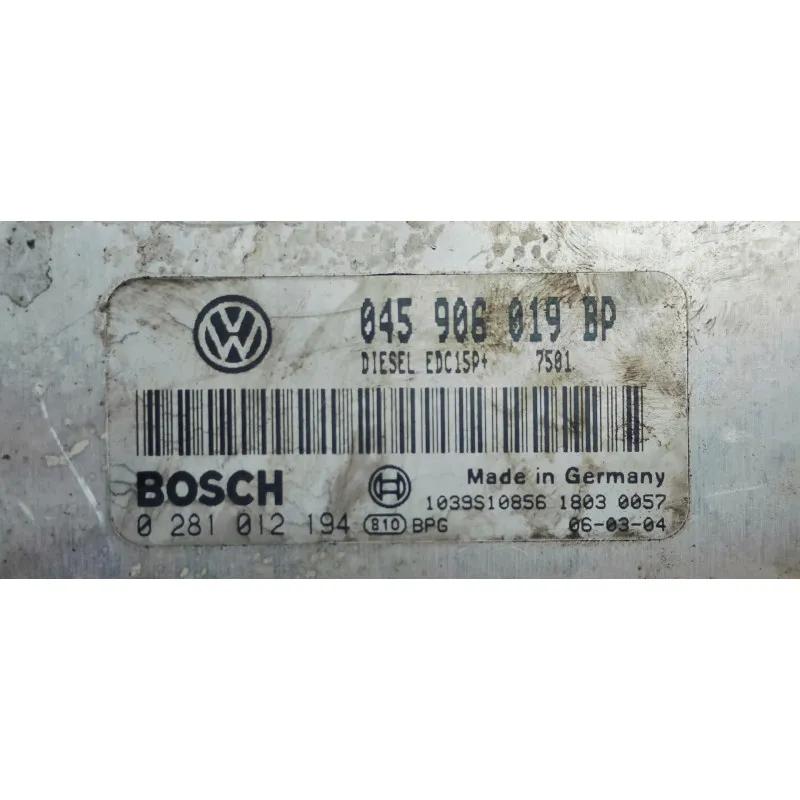 VW 045 906 019 BP
DIESEL EDC15P+ 7501
BOSCH Made in Germany
1039S10856 1803 0057
0 281 012 194 810 BPG 06-03-04